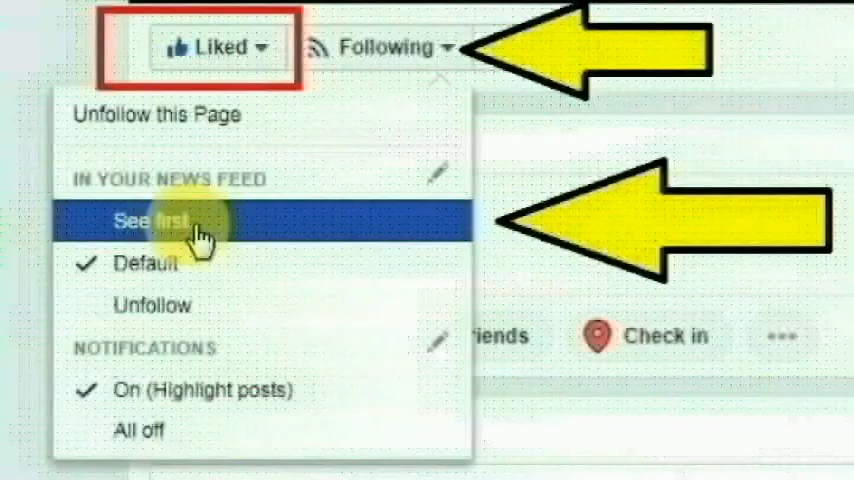 Liked Following
Unfollow this Page
IN YOUR NEWS FEED
See first
Default
Unfollow
riends Check in
NOTIFICATIONS
On (Highlight posts)
All off